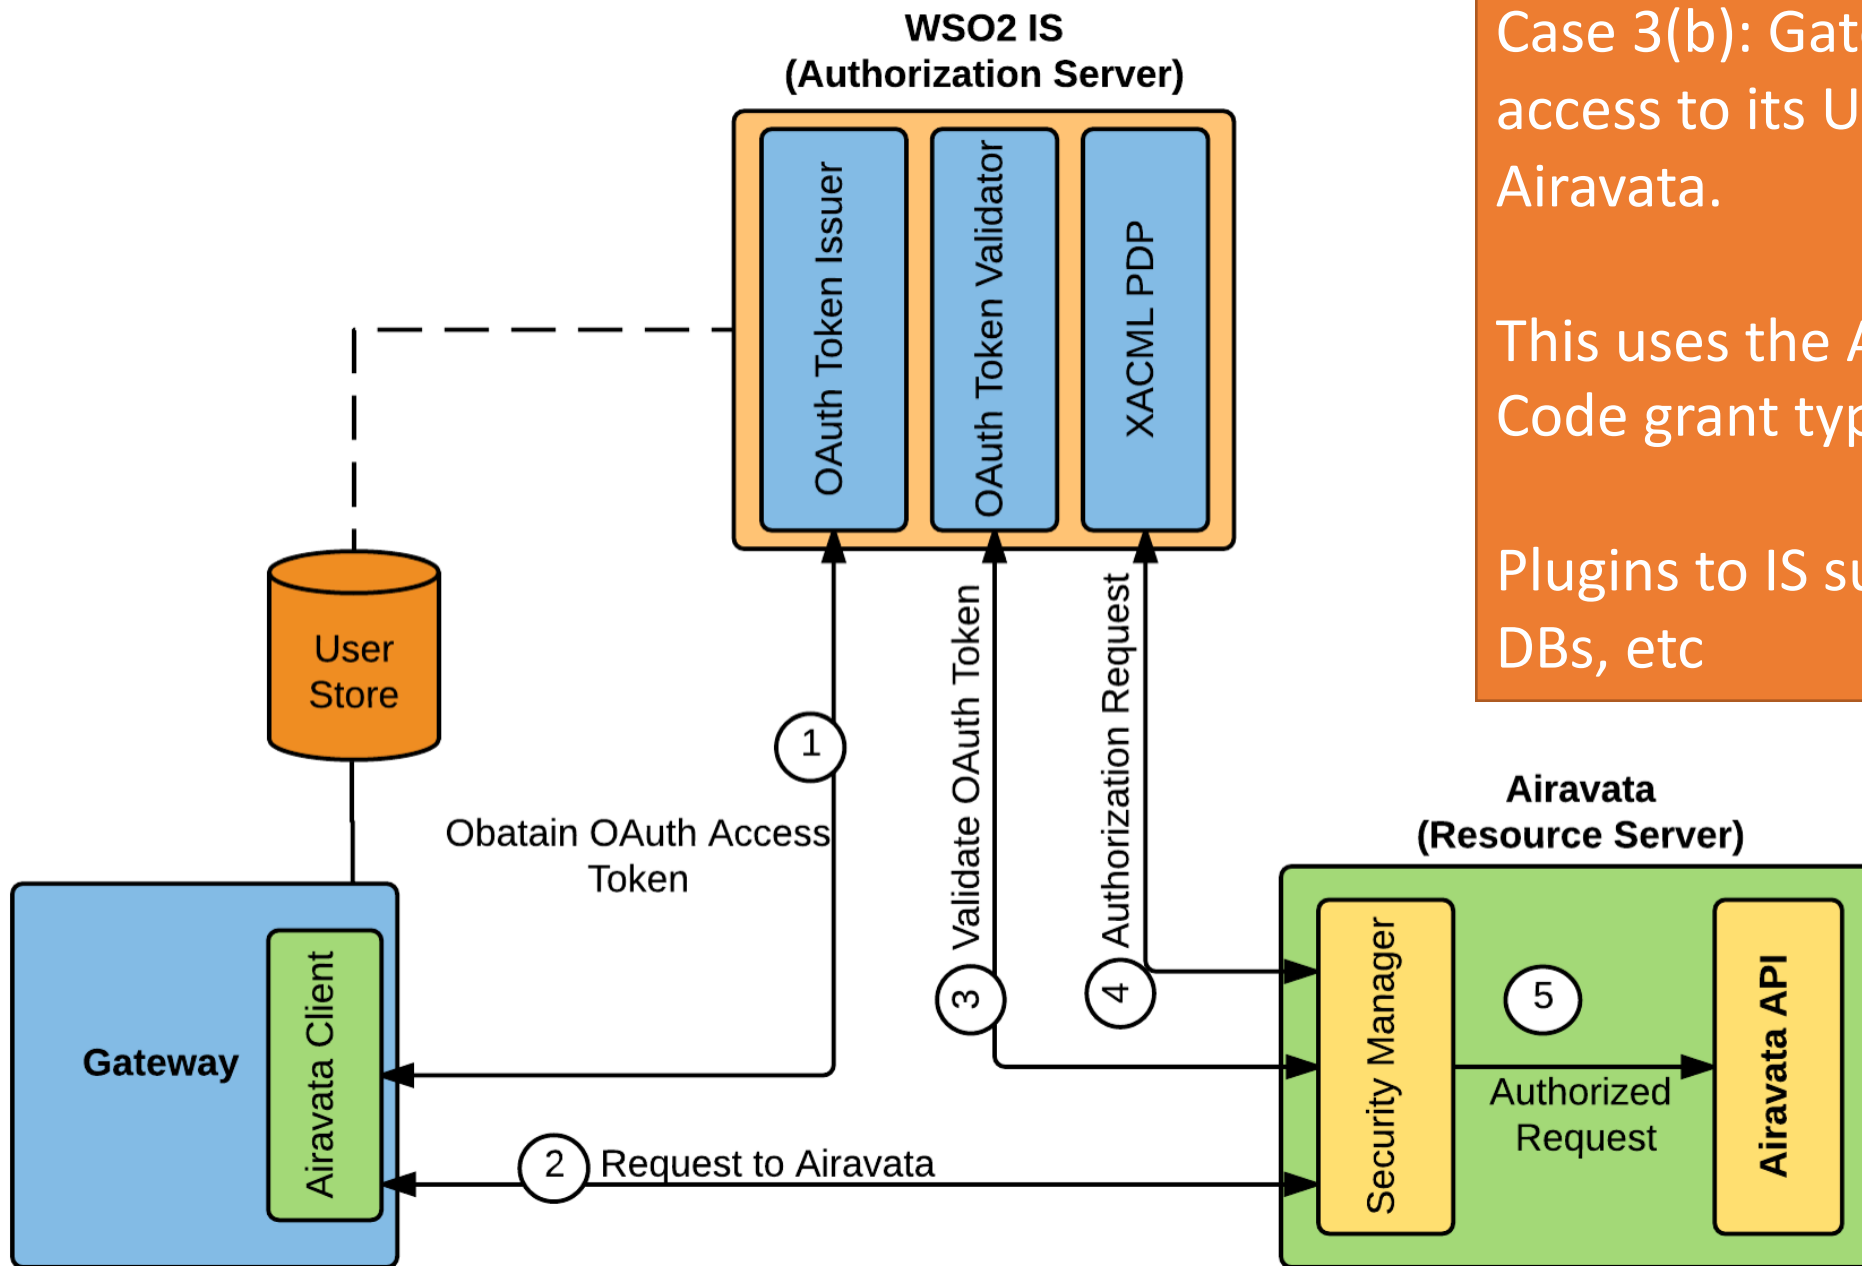 WSO2 IS
(Authorization Server)
OAuth Token Issuer
OAuth Token Validator
XACML PDP
Case 3(b):
access to its
Airavata.
This uses the
Code grant
Plugins to IS
DBs, etc
User
Store
1
Obatain OAuth Access
Token
3
Validate OAuth Token
4
Authorization Request
Airavata
(Resource Server)
Gateway
Airavata Client
2
Request to Airavata
Security Manager
5
Authorized
Request
Airavata API